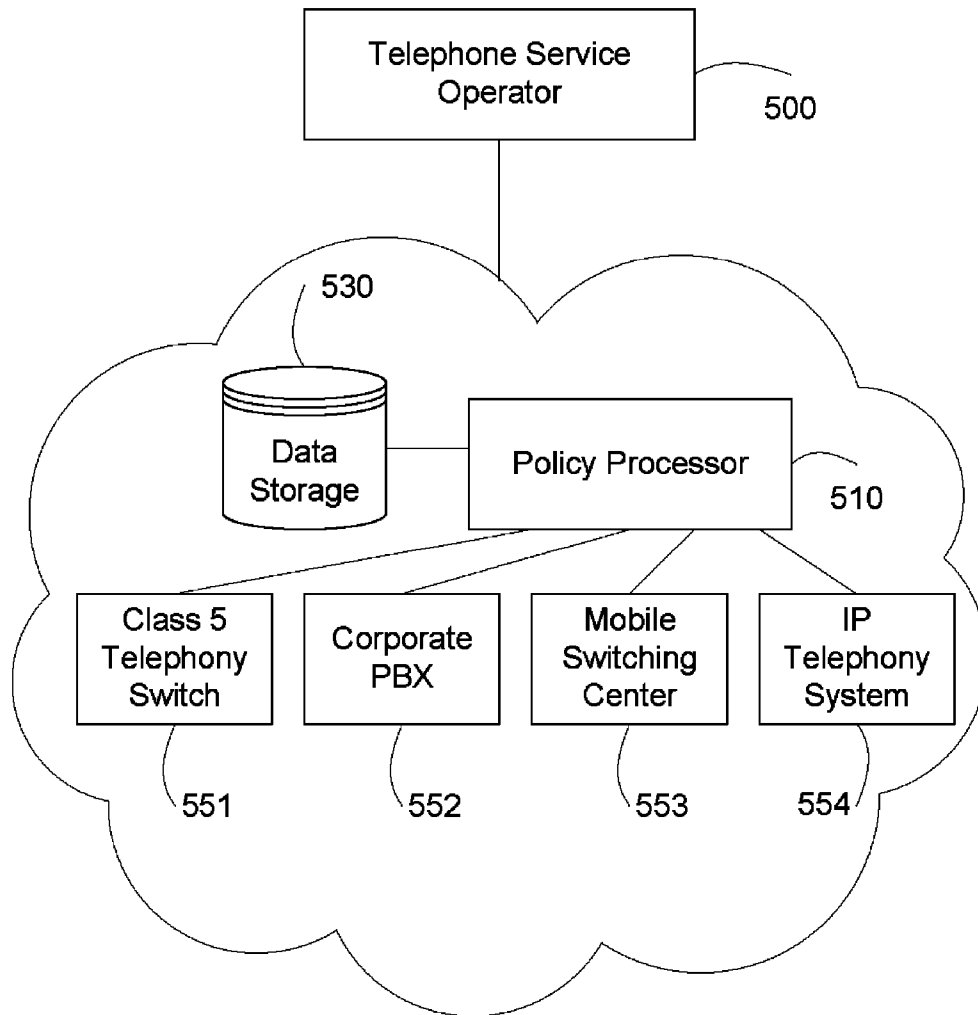 Telephone Service
Operator
500
530
Data
Storage
Policy Processor
510
Class 5
Telephony
Switch
Corporate
PBX
Mobile
Switching
Center
IP
Telephony
System
551
552
553
554